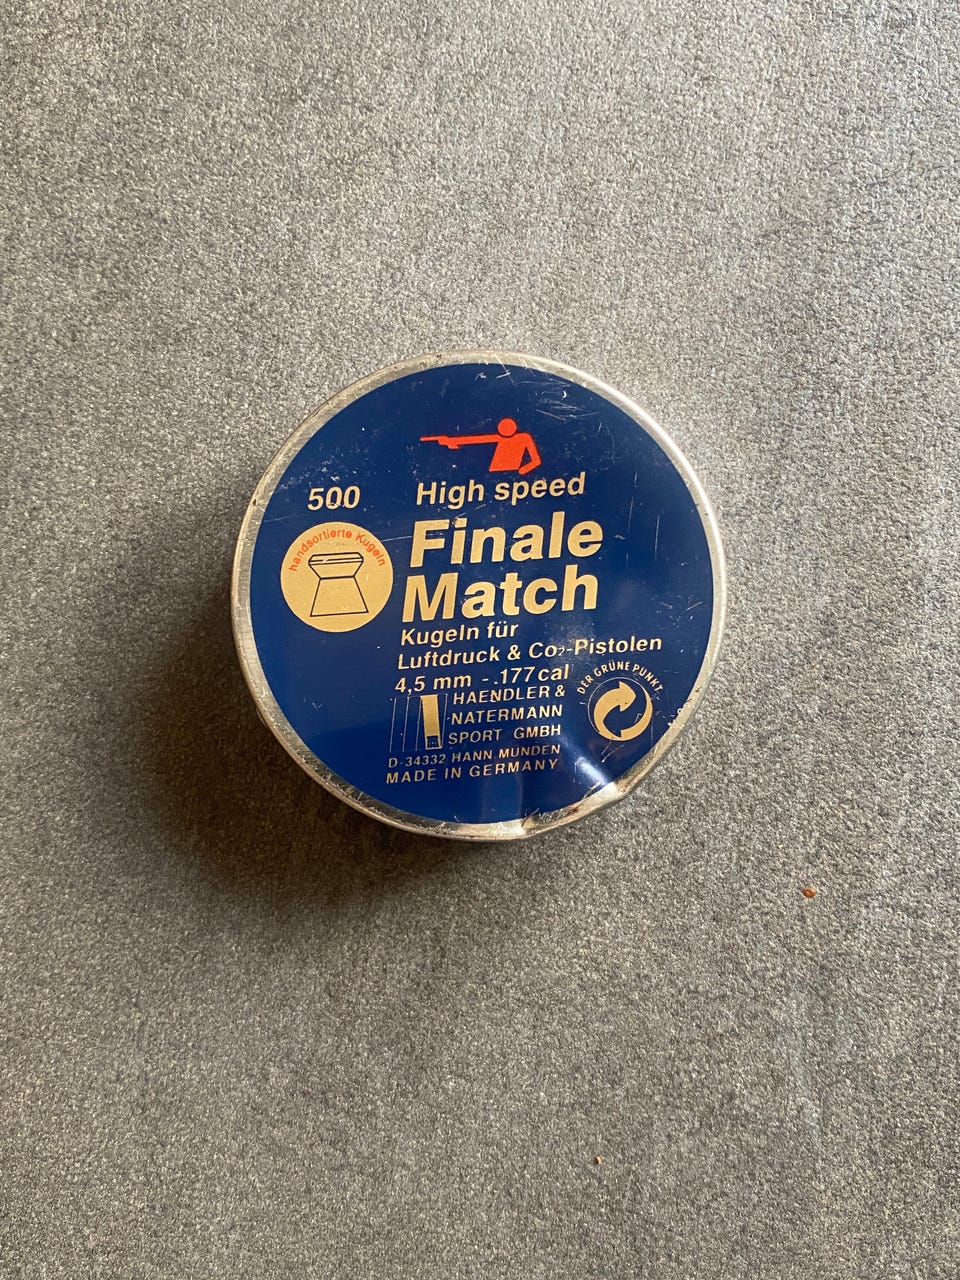 500
High speed
handsortierte Kugeln
Finale
Match
Kugeln für
Luftdruck & Co₂-Pistolen
4,5 mm - .177 cal
HAENDLER &
NATERMANN
SPORT GMBH
D-34332 HANN MUNDEN
MADE IN GERMANY
DER GRÜNE PUNKT